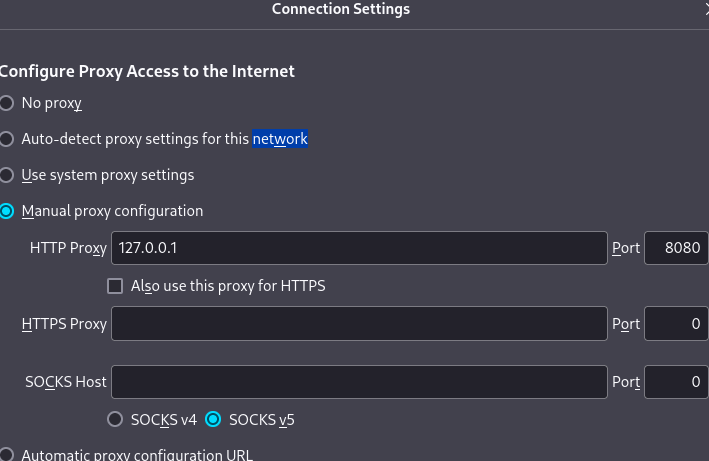 Connection Settings
Configure Proxy Access to the Internet
No proxy
Auto-detect proxy settings for this network
Use system proxy settings
Manual proxy configuration
HTTP Proxy 127.0.0.1 Port 8080
Also use this proxy for HTTPS
HTTPS Proxy Port 0
SOCKS Host Port 0
SOCKS v4 SOCKS v5
Automatic proxy configuration URL